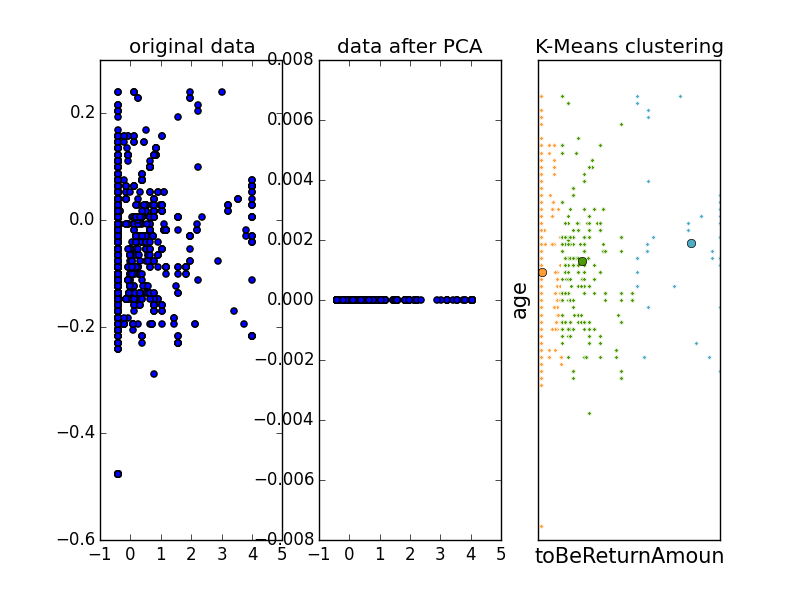 original data
data after PCA
K-Means clustering
0.2
0.0
−0.2
−0.4
−0.6
−1 0 1 2 3 4 5
0.008
0.006
0.004
0.002
0.000
−0.002
−0.004
−0.006
−0.008
−1 0 1 2 3 4 5
age
toBeReturnAmoun